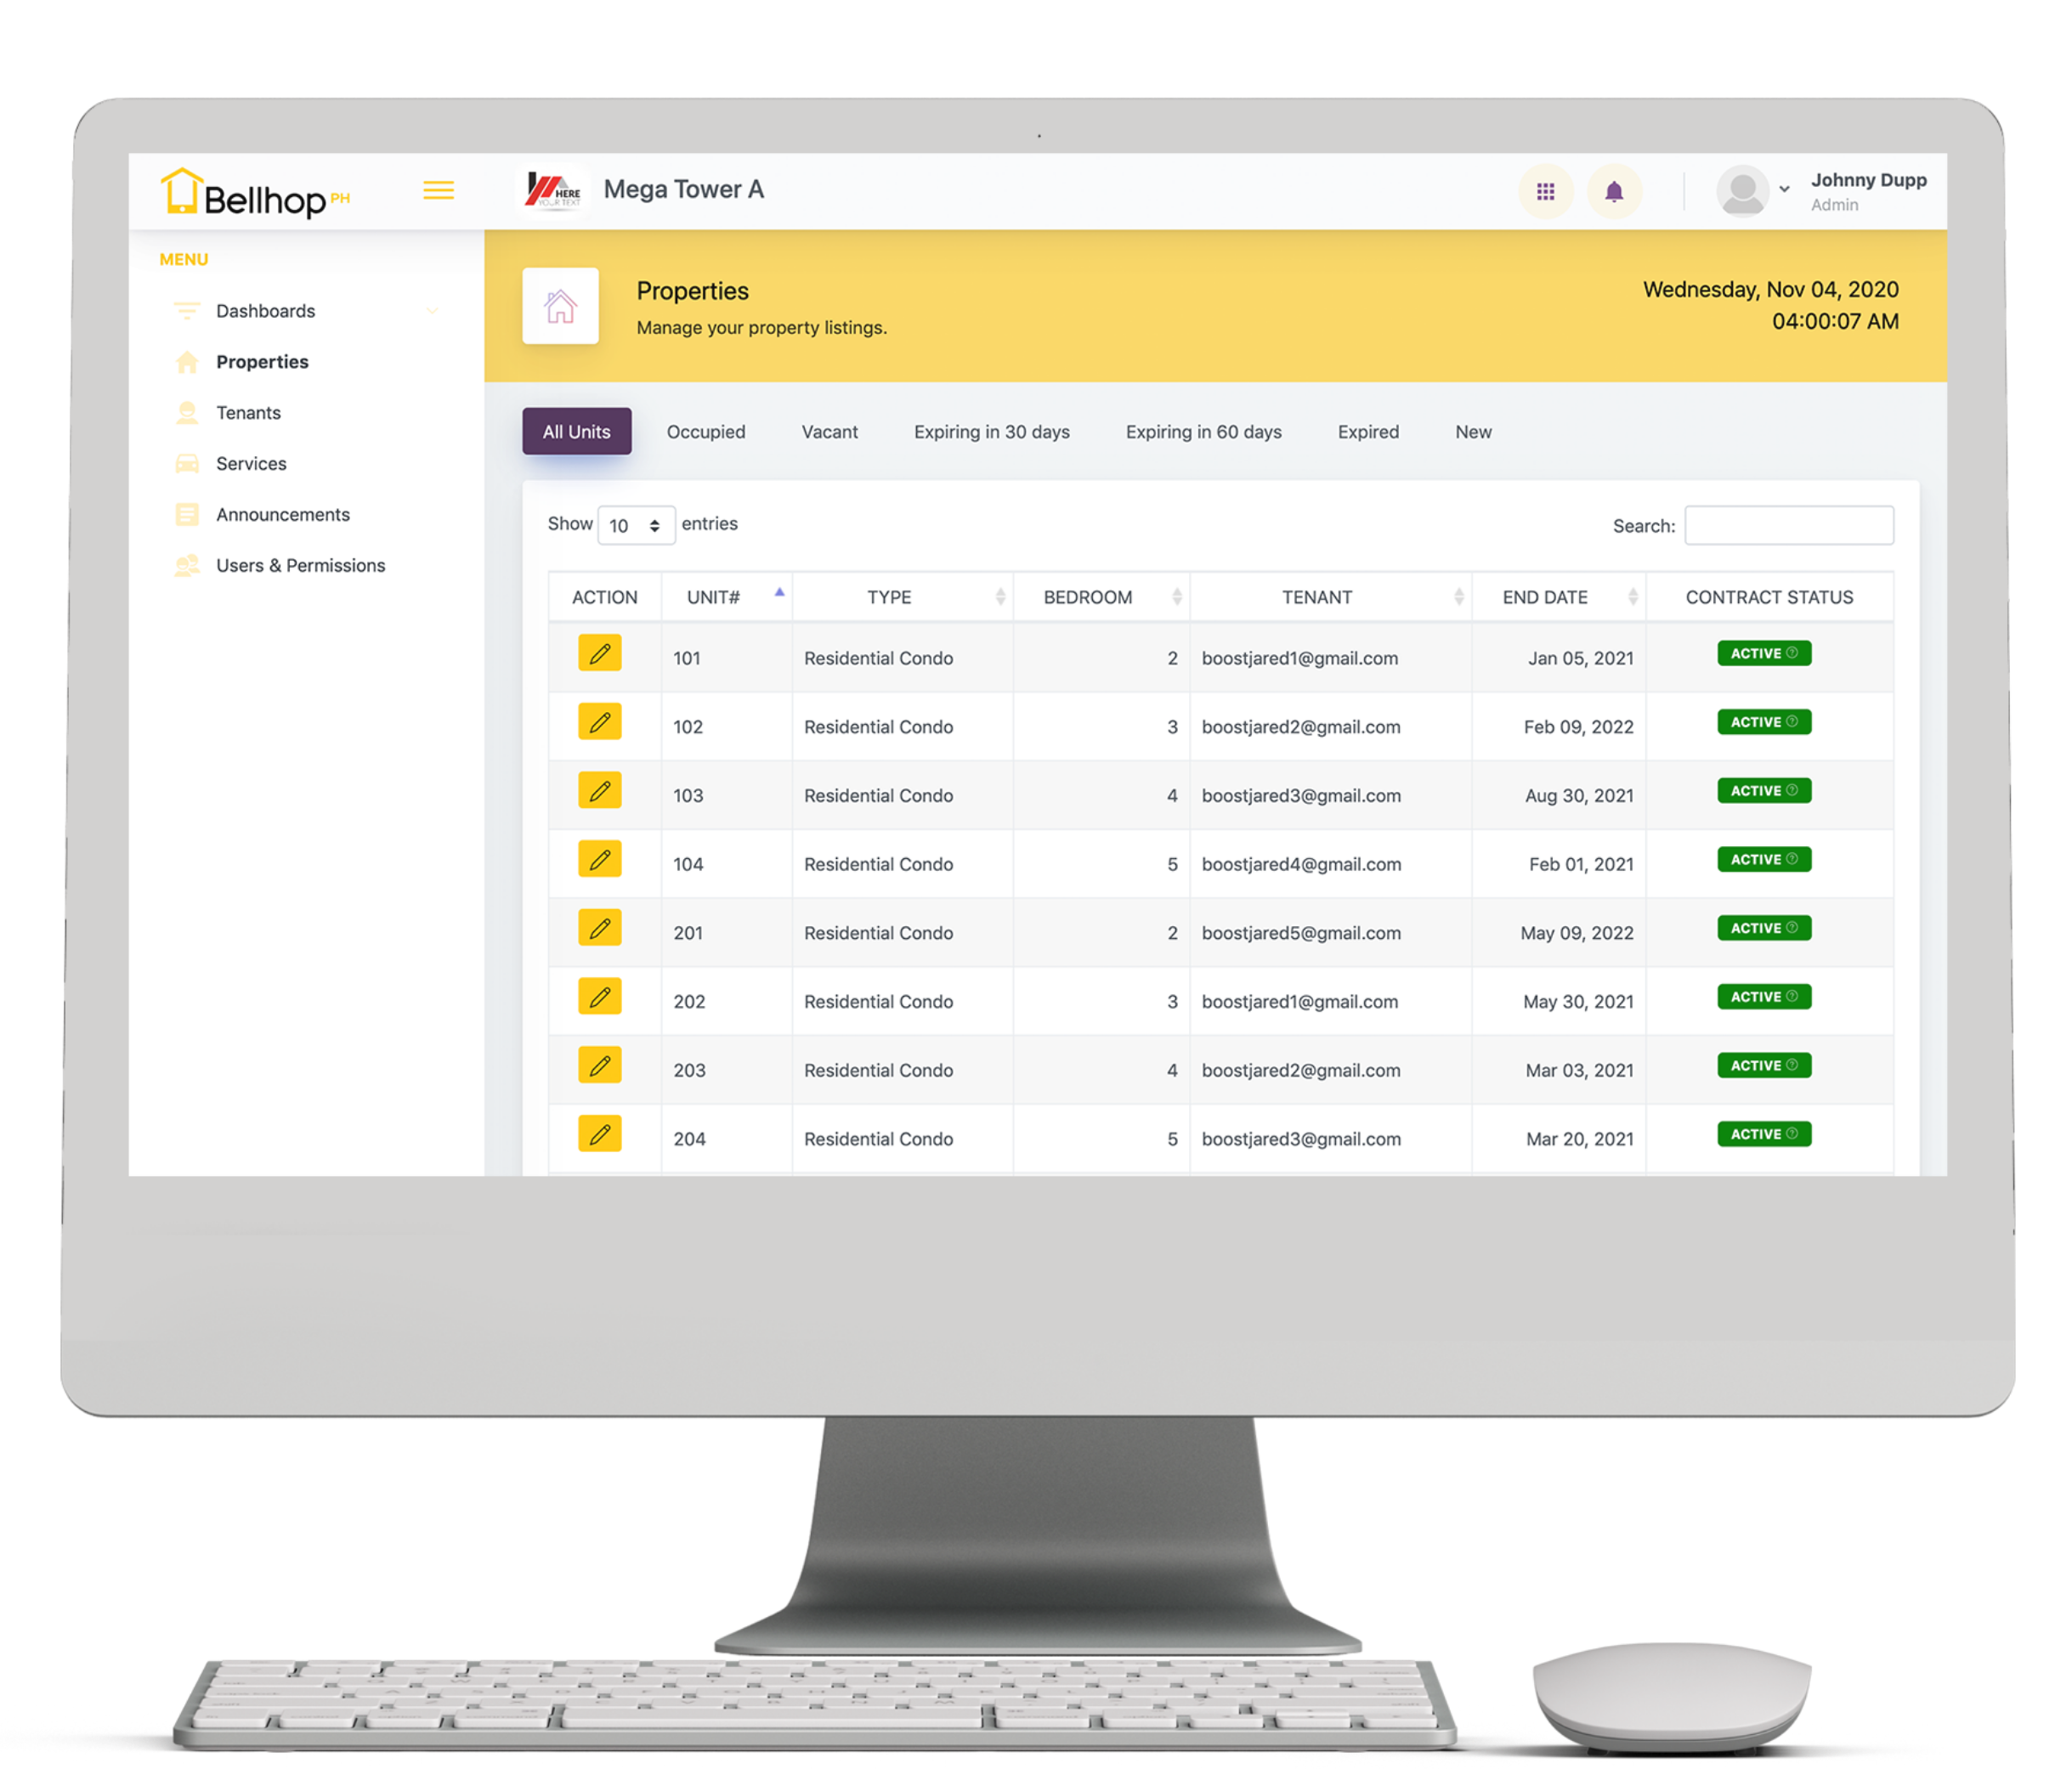 Bellhop PH
HERE
YOUR TEXT
Mega Tower A
Johnny Dupp
Admin
MENU
Dashboards
Properties
Tenants
Services
Announcements
Users & Permissions
Properties
Manage your property listings.
Wednesday, Nov 04, 2020
04:00:07 AM
All Units Occupied Vacant Expiring in 30 days Expiring in 60 days Expired New
Show 10 entries Search:
ACTION UNIT# TYPE BEDROOM TENANT END DATE CONTRACT STATUS
101 Residential Condo 2 boostjared1@gmail.com Jan 05, 2021 ACTIVE
102 Residential Condo 3 boostjared2@gmail.com Feb 09, 2022 ACTIVE
103 Residential Condo 4 boostjared3@gmail.com Aug 30, 2021 ACTIVE
104 Residential Condo 5 boostjared4@gmail.com Feb 01, 2021 ACTIVE
201 Residential Condo 2 boostjared5@gmail.com May 09, 2022 ACTIVE
202 Residential Condo 3 boostjared1@gmail.com May 30, 2021 ACTIVE
203 Residential Condo 4 boostjared2@gmail.com Mar 03, 2021 ACTIVE
204 Residential Condo 5 boostjared3@gmail.com Mar 20, 2021 ACTIVE